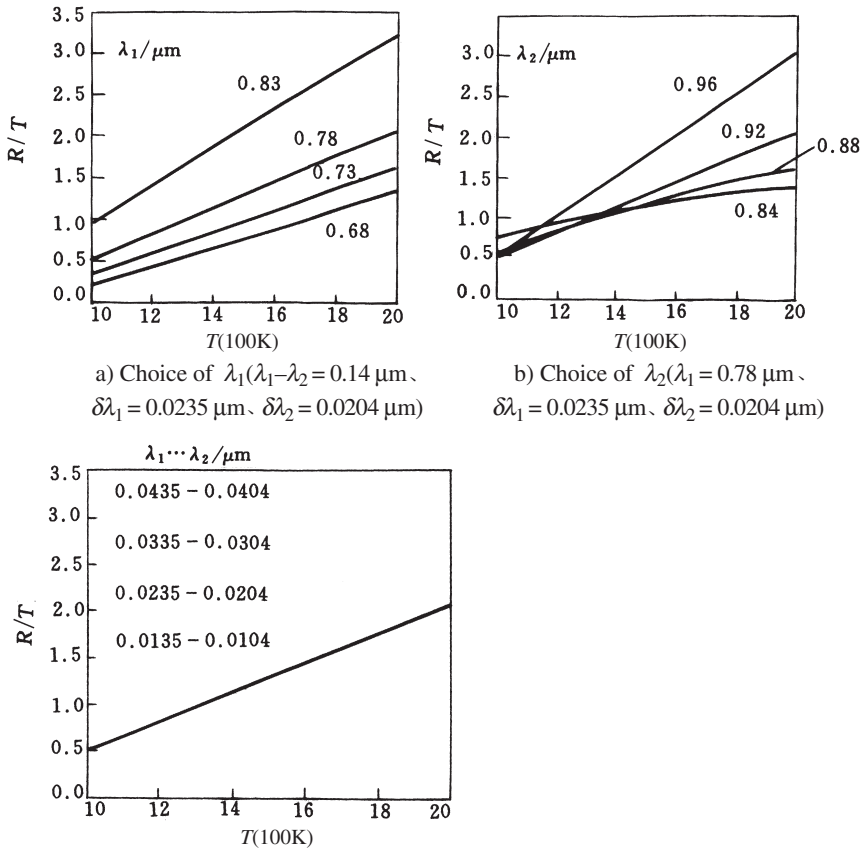 3.5
3.0
2.5
2.0
1.5
1.0
0.5
0.0
R/T
λ₁/μm
0.83
0.78
0.73
0.68
10 12 14 16 18 20
T(100K)
a) Choice of λ₁(λ₁–λ₂ = 0.14 μm、
δλ₁ = 0.0235 μm、δλ₂ = 0.0204 μm)
3.0
2.5
2.0
1.5
1.0
0.5
0.0
R/T
λ₂/μm
0.96
0.92
0.88
0.84
10 12 14 16 18 20
T(100K)
b) Choice of λ₂(λ₁ = 0.78 μm、
δλ₁ = 0.0235 μm、δλ₂ = 0.0204 μm)
λ₁···λ₂/μm
3.5
3.0
2.5
2.0
1.5
1.0
0.5
0.0
R/T
0.0435 – 0.0404
0.0335 – 0.0304
0.0235 – 0.0204
0.0135 – 0.0104
10 12 14 16 18 20
T(100K)